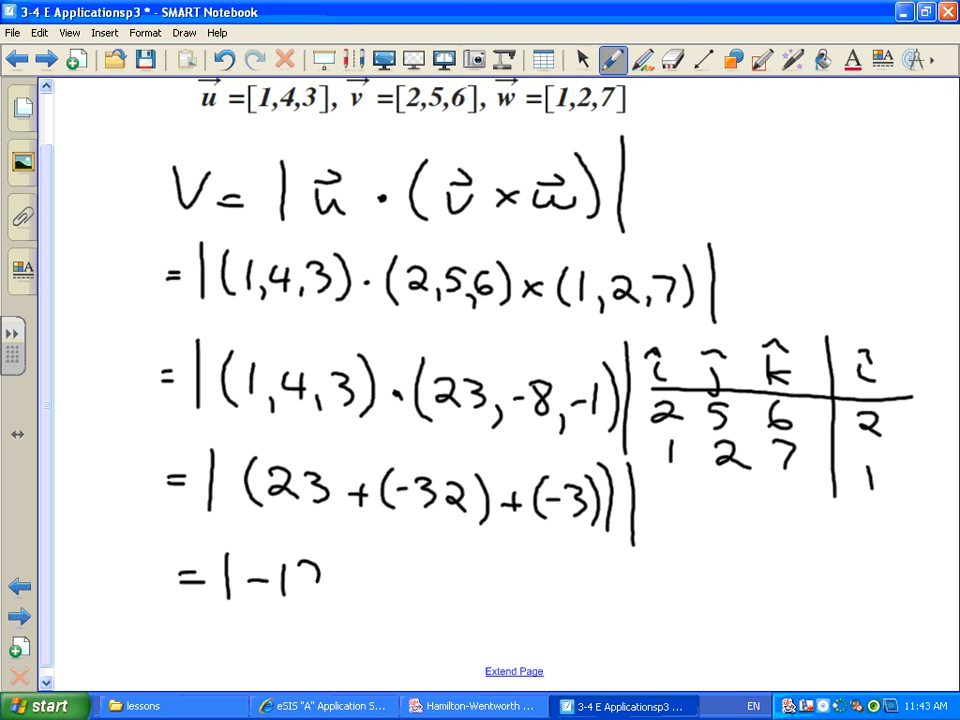 3-4 E Applicationsp3 * - SMART Notebook
File Edit View Insert Format Draw Help
u =[1,4,3], v =[2,5,6], w =[1,2,7]
V = | u · ( v × w ) |
= | (1,4,3) · (2,5,6) × (1,2,7) |
= | (1,4,3) · (23,-8,-1) |
î ĵ k̂ | î
2 5 6 | 2
1 2 7 | 1
= | (23 + (-32) + (-3)) |
= | -12
Extend Page
start lessons eSIS "A" Application S... Hamilton-Wentworth ... 3-4 E Applicationsp3 ... EN 11:43 AM